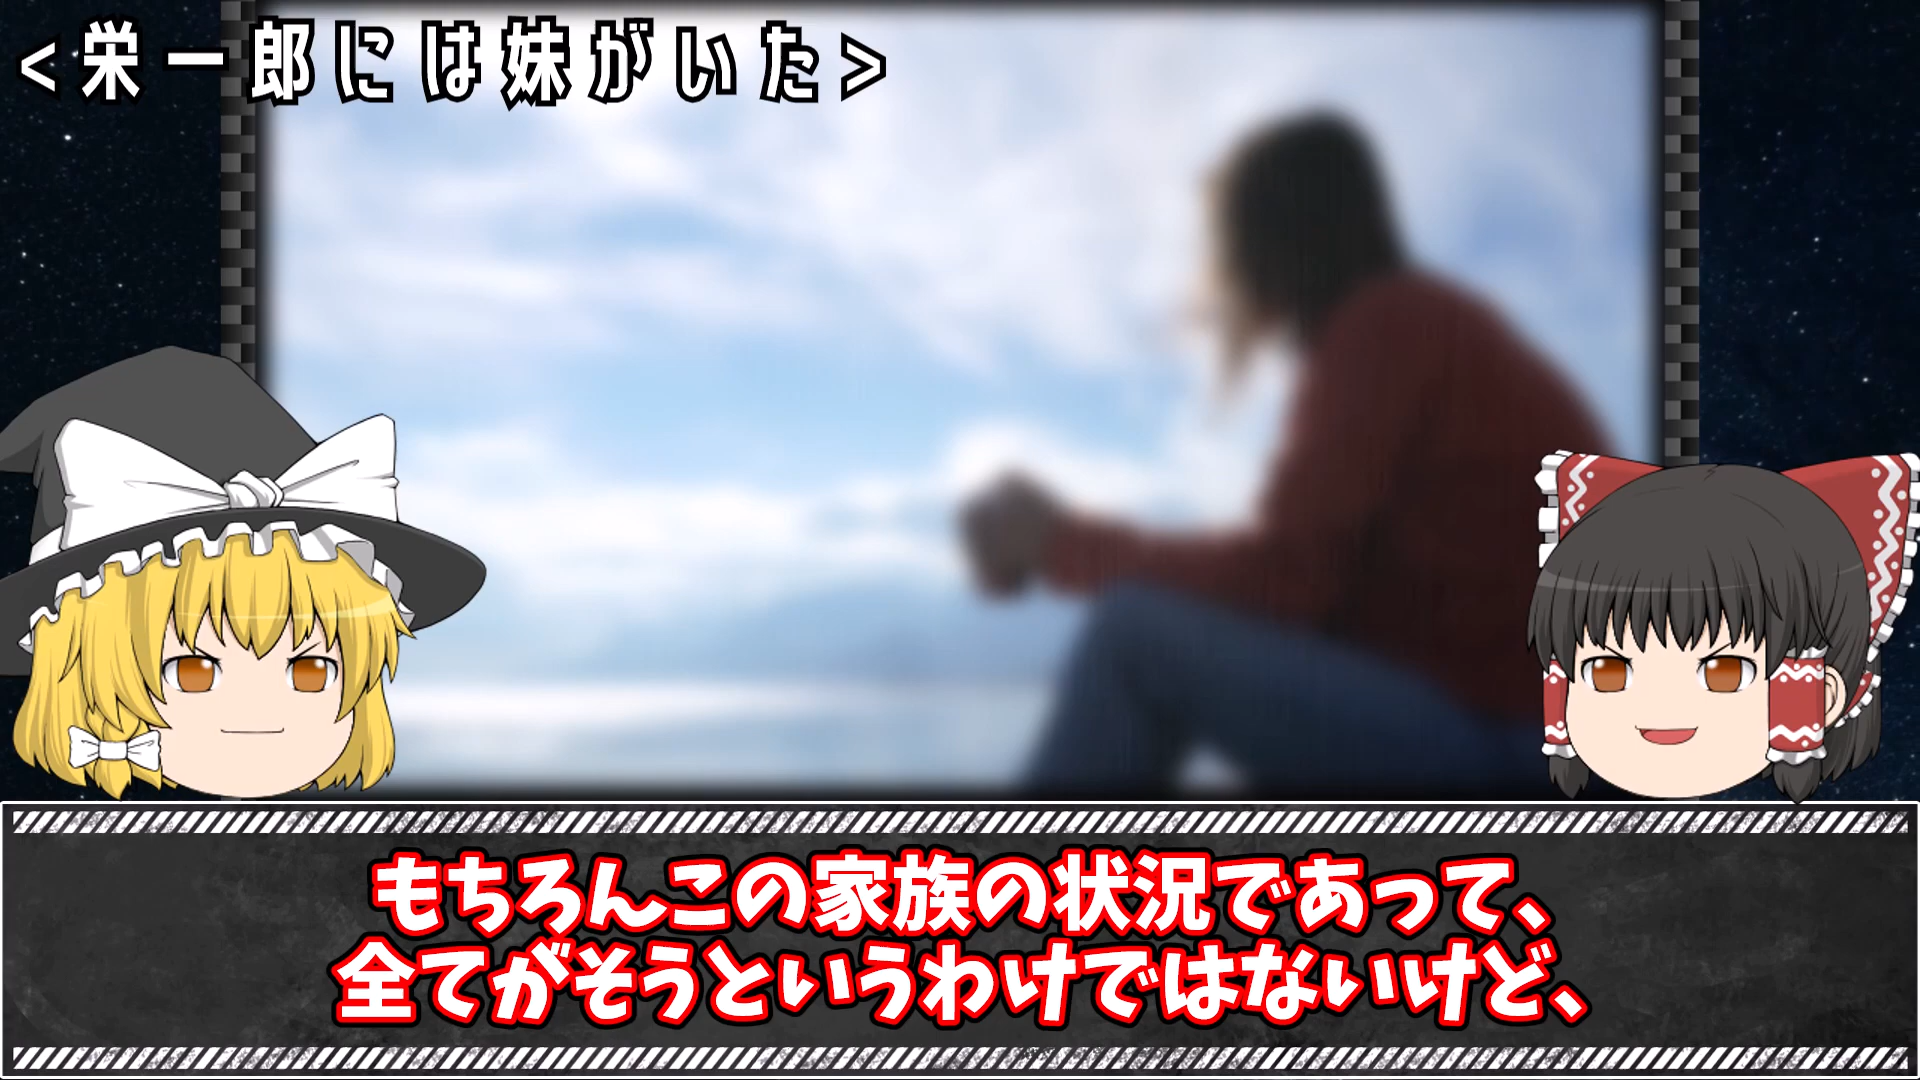 <栄一郎には妹がいた>
もちろんこの家族の状況であって、
全てがそうというわけではないけど、